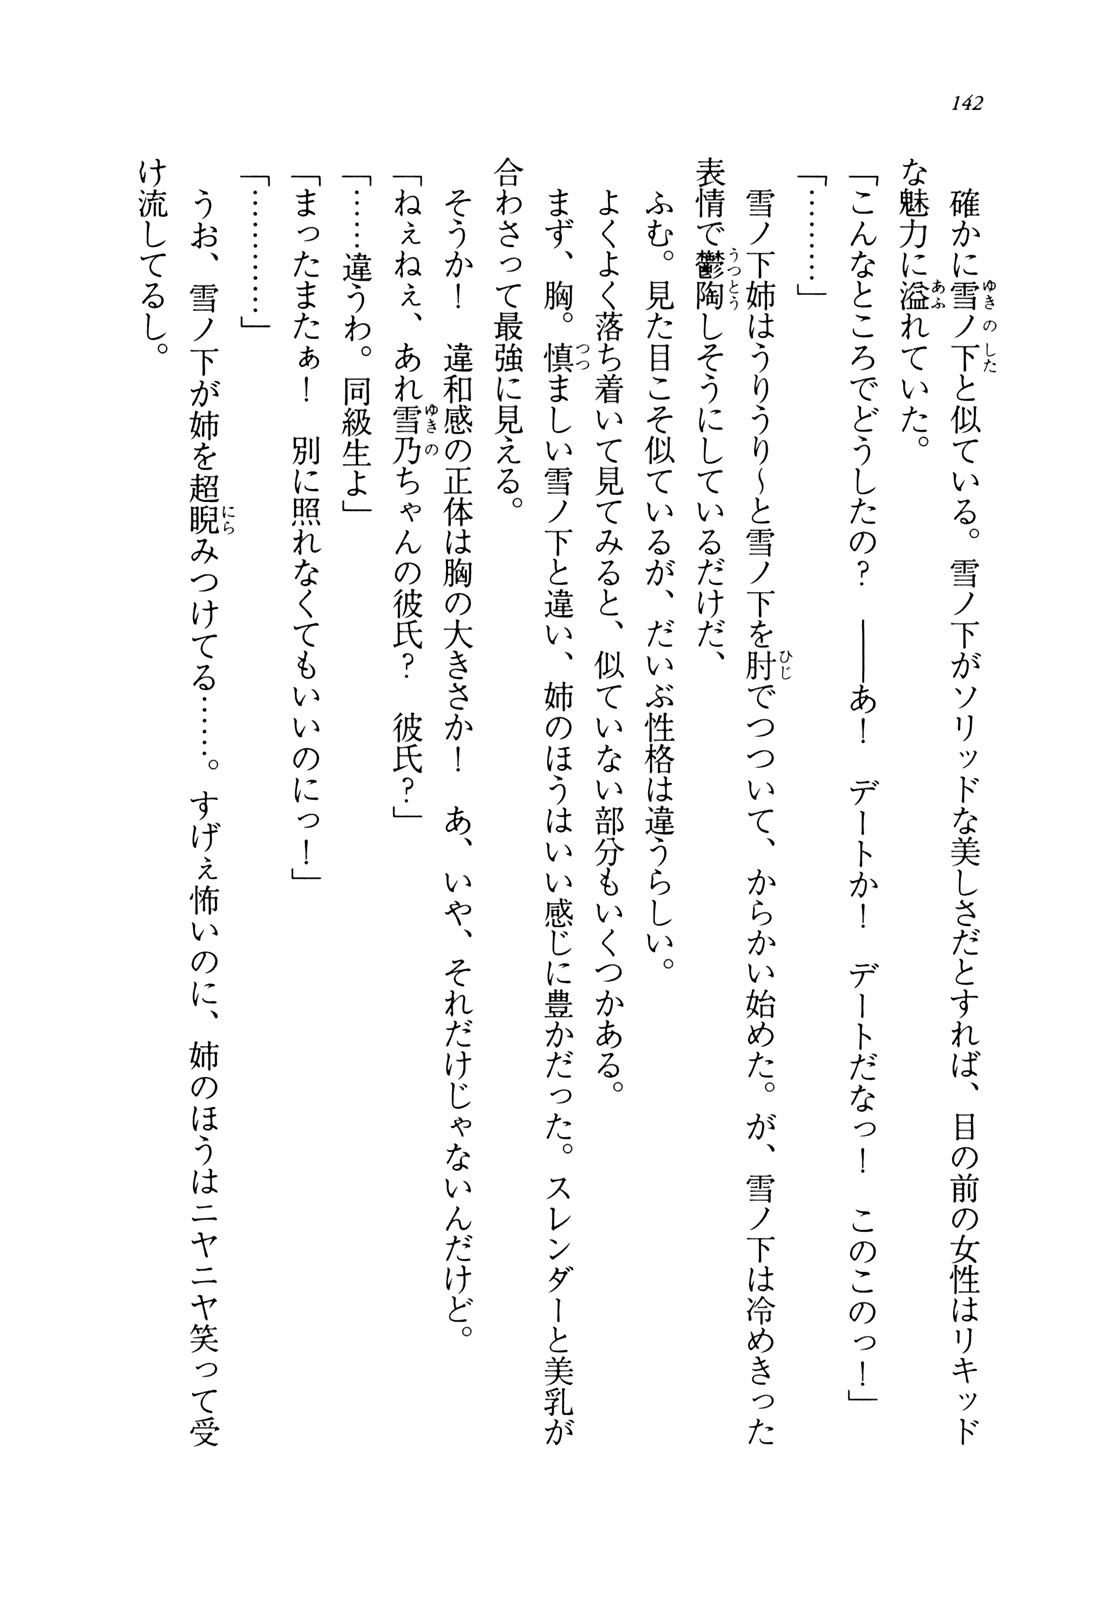 142
確かに雪ノ下と似ている。雪ノ下がソリッドな美しさだとすれば、目の前の女性はリキッド
な魅力に溢れていた。
「こんなところでどうしたの？　――あ！　デートか！　デートだなっ！　このこのっ！」
「………」
雪ノ下姉はうりうり～と雪ノ下を肘でつついて、からかい始めた。が、雪ノ下は冷めきった
表情で鬱陶しそうにしているだけだ、
ふむ。見た目こそ似ているが、だいぶ性格は違うらしい。
よくよく落ち着いて見てみると、似ていない部分もいくつかある。
まず、胸。慎ましい雪ノ下と違い、姉のほうはいい感じに豊かだった。スレンダーと美乳が
合わさって最強に見える。
そうか！　違和感の正体は胸の大きさか！　あ、いや、それだけじゃないんだけど。
「ねぇねぇ、あれ雪乃ちゃんの彼氏？　彼氏？」
「……違うわ。同級生よ」
「まったまたぁ！　別に照れなくてもいいのにっ！」
「…………」
うお、雪ノ下が姉を超睨みつけてる……。すげぇ怖いのに、姉のほうはニヤニヤ笑って受
け流してるし。